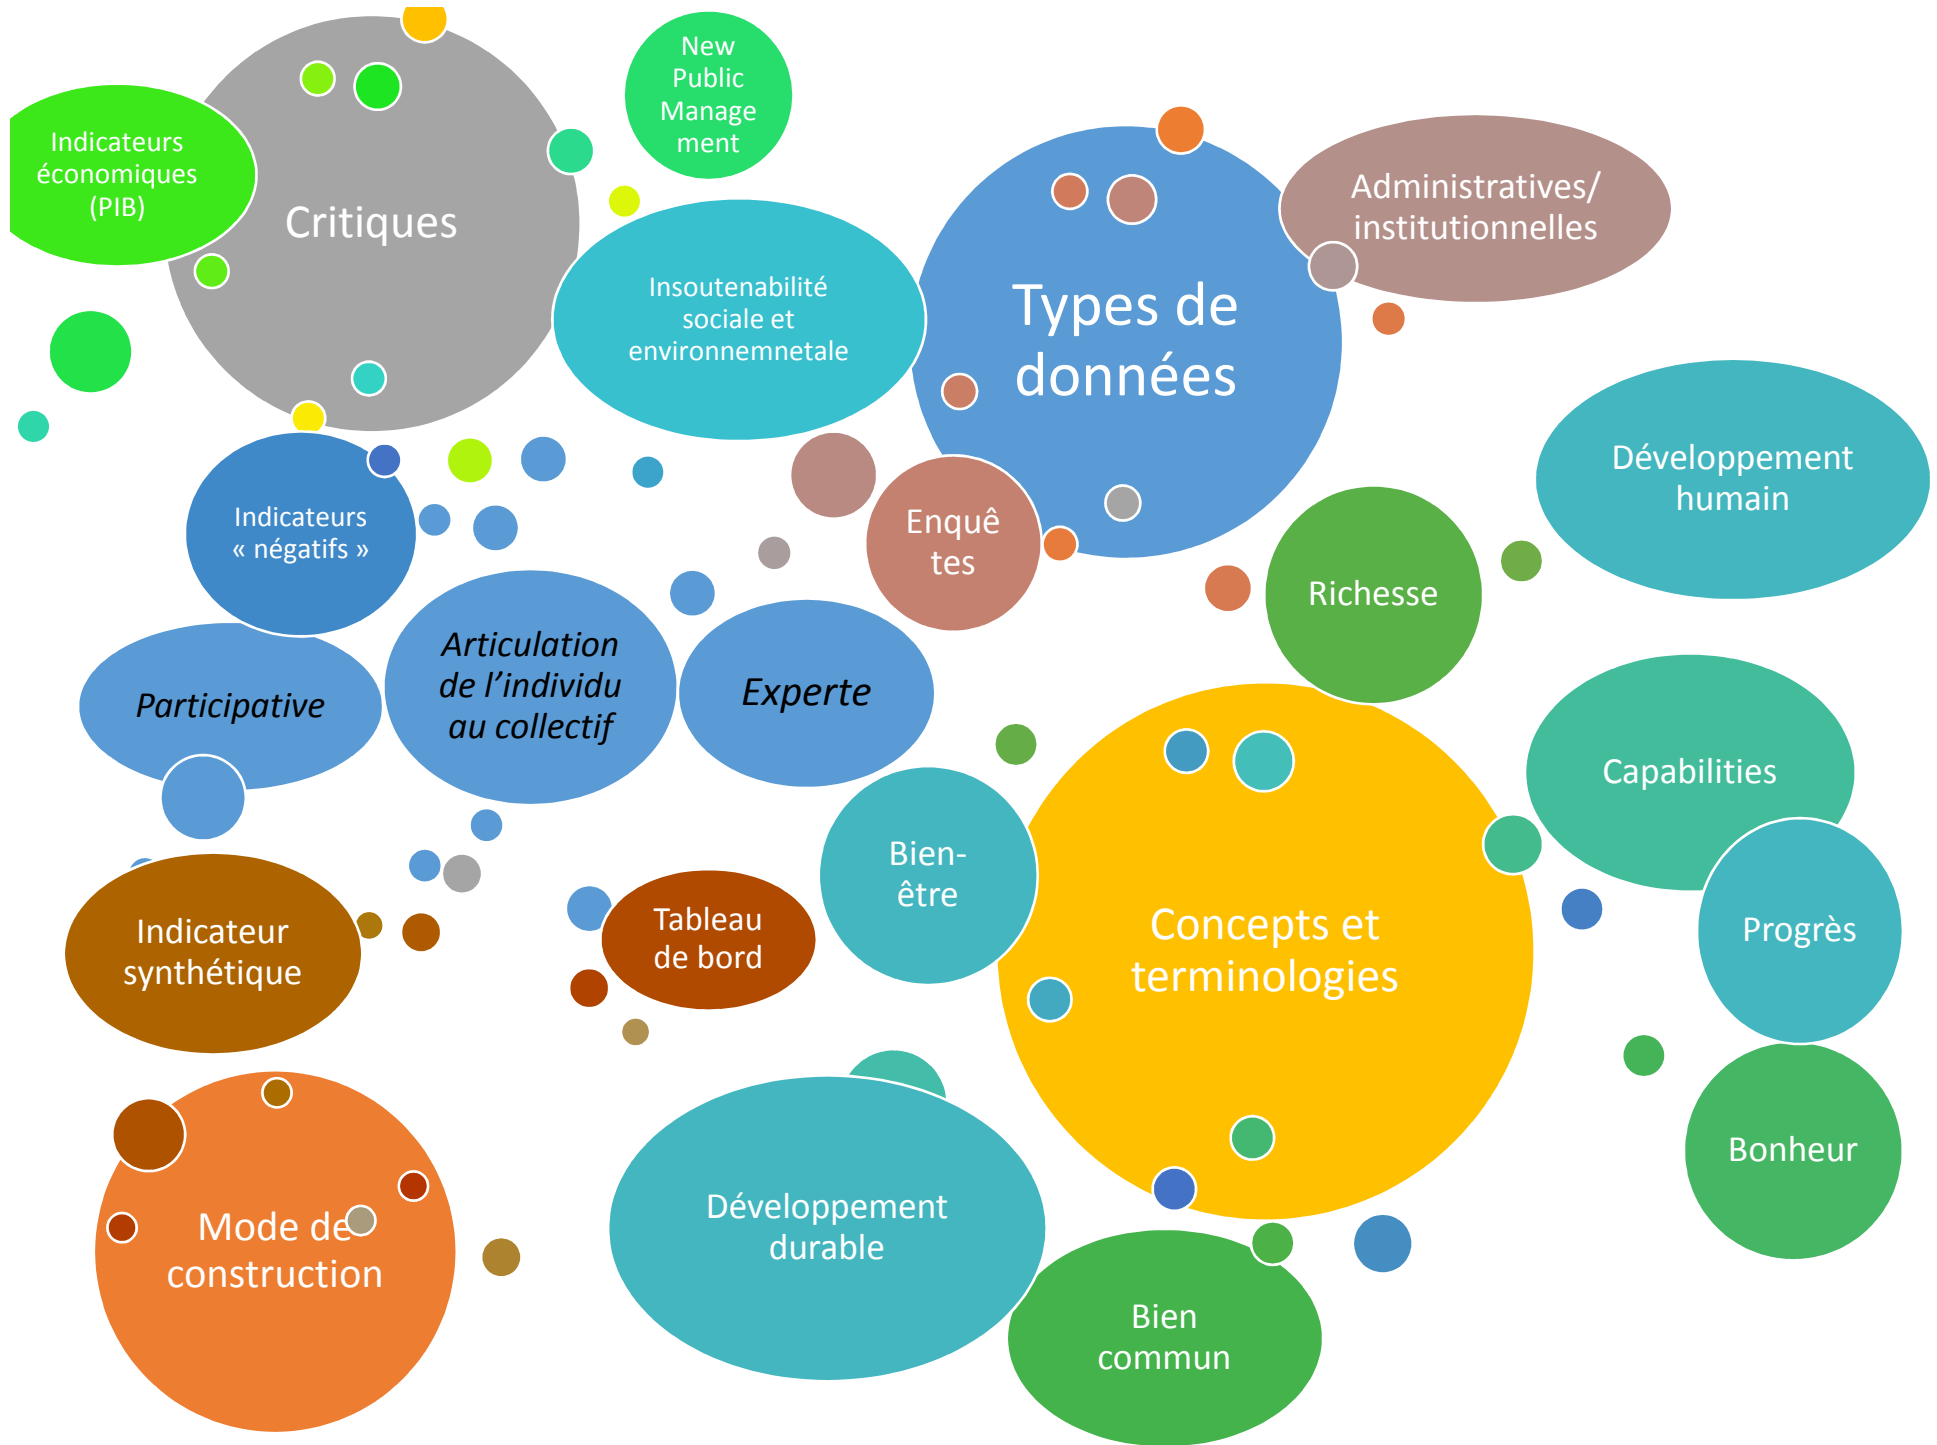 New
Public
Manage
ment
Indicateurs
économiques
(PIB)
Critiques
Insoutenabilité
sociale et
environnemnetale
Types de
données
Administratives/
institutionnelles
Développement
humain
Indicateurs
« négatifs »
Enquê
tes
Richesse
Participative
Articulation
de l’individu
au collectif
Experte
Capabilities
Bien-
être
Concepts et
terminologies
Progrès
Indicateur
synthétique
Tableau
de bord
Bonheur
Mode de
construction
Développement
durable
Bien
commun